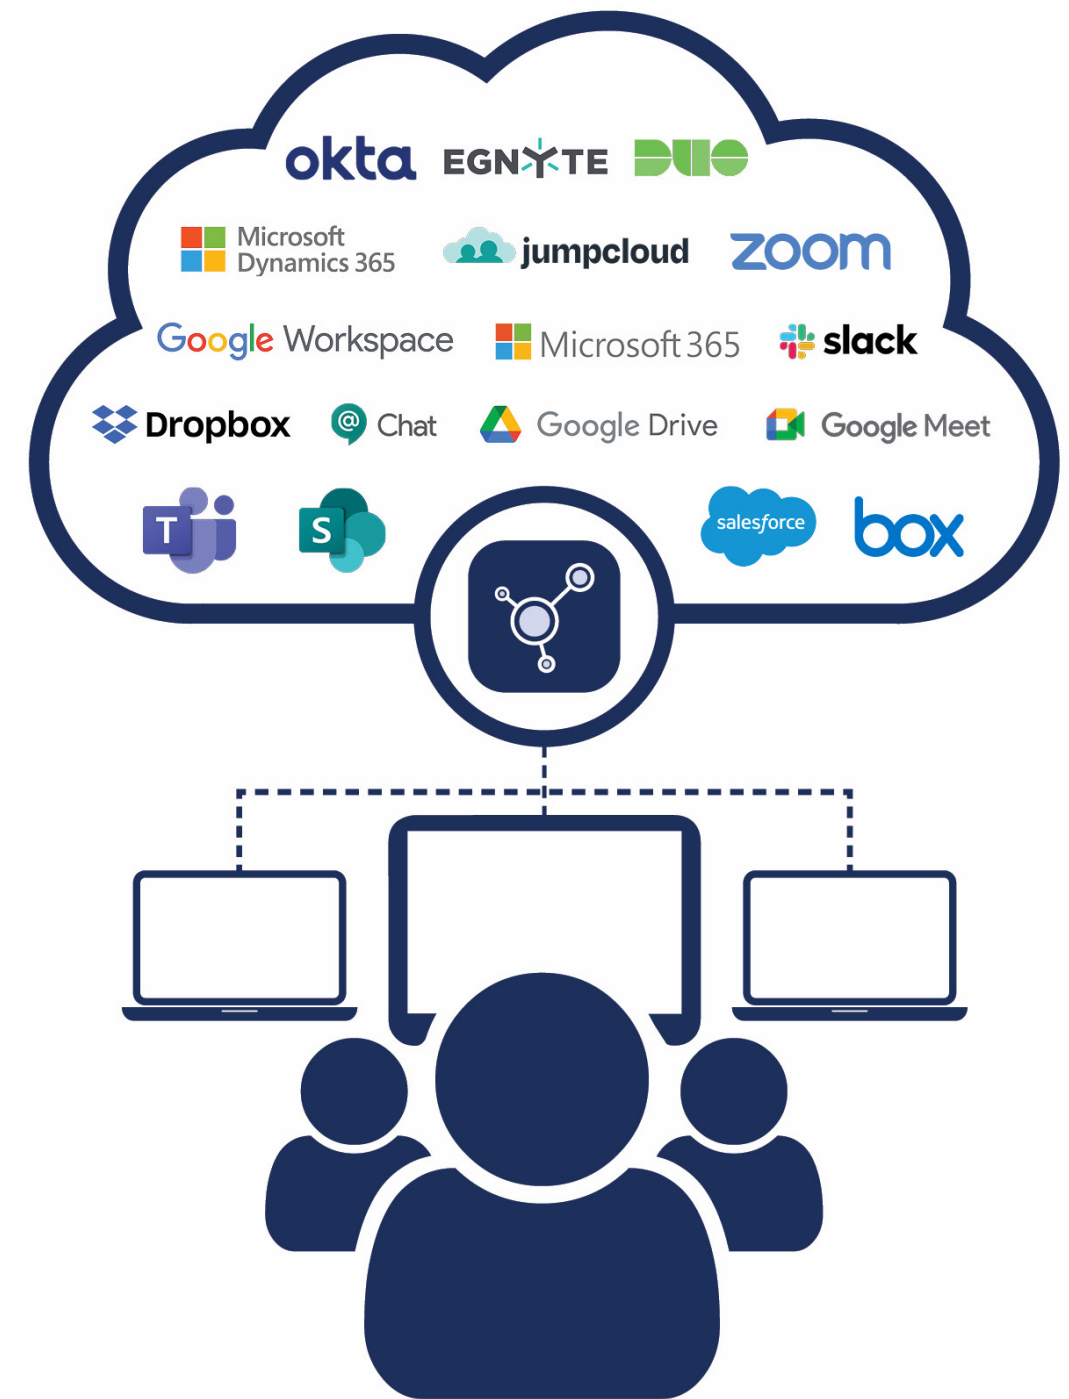 okta EGNYTE DUO
Microsoft
Dynamics 365
jumpcloud zoom
Google Workspace Microsoft 365 slack
Dropbox @ Chat Google Drive Google Meet
T S salesforce box